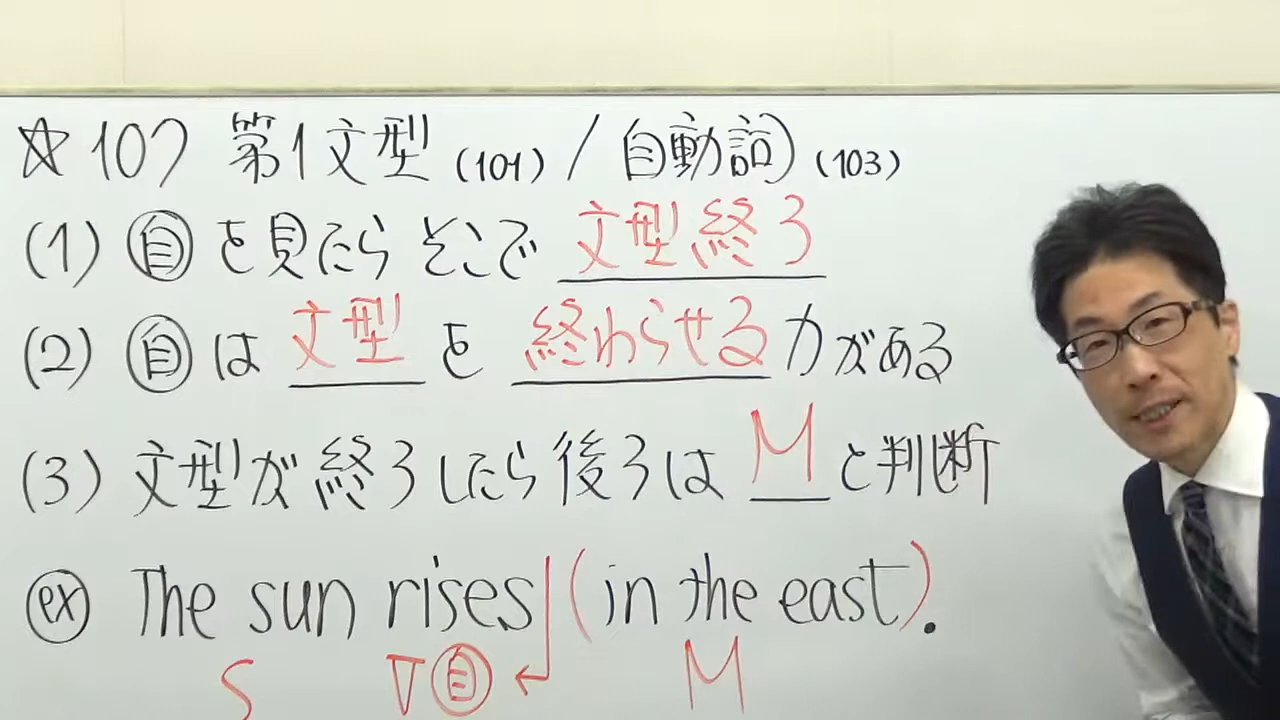 ☆107 第1文型 (101) / 自動詞 (103)
(1) 自 を見たら そこで 文型終了
(2) 自 は 文型 を 終わらせる 力がある
(3) 文型が終了したら後ろは M と判断
ex The sun rises (in the east).
S V 自 M